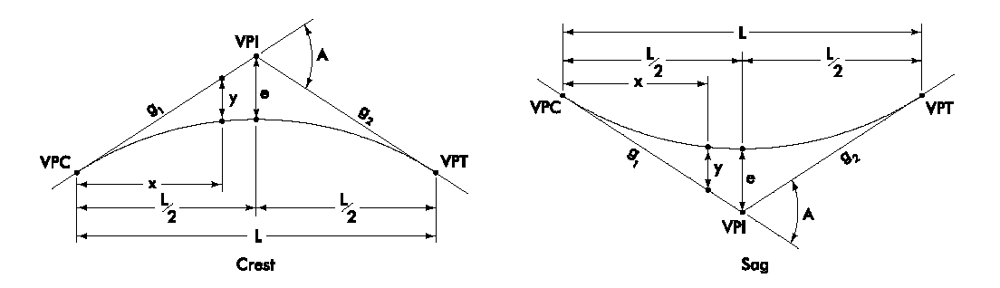 VPI
A
y
e
g₁
g₂
VPC
VPT
x
L/2
L/2
L
Crest
L
L/2
L/2
x
VPC
VPT
g₁
y
e
g₂
VPI
A
Sag